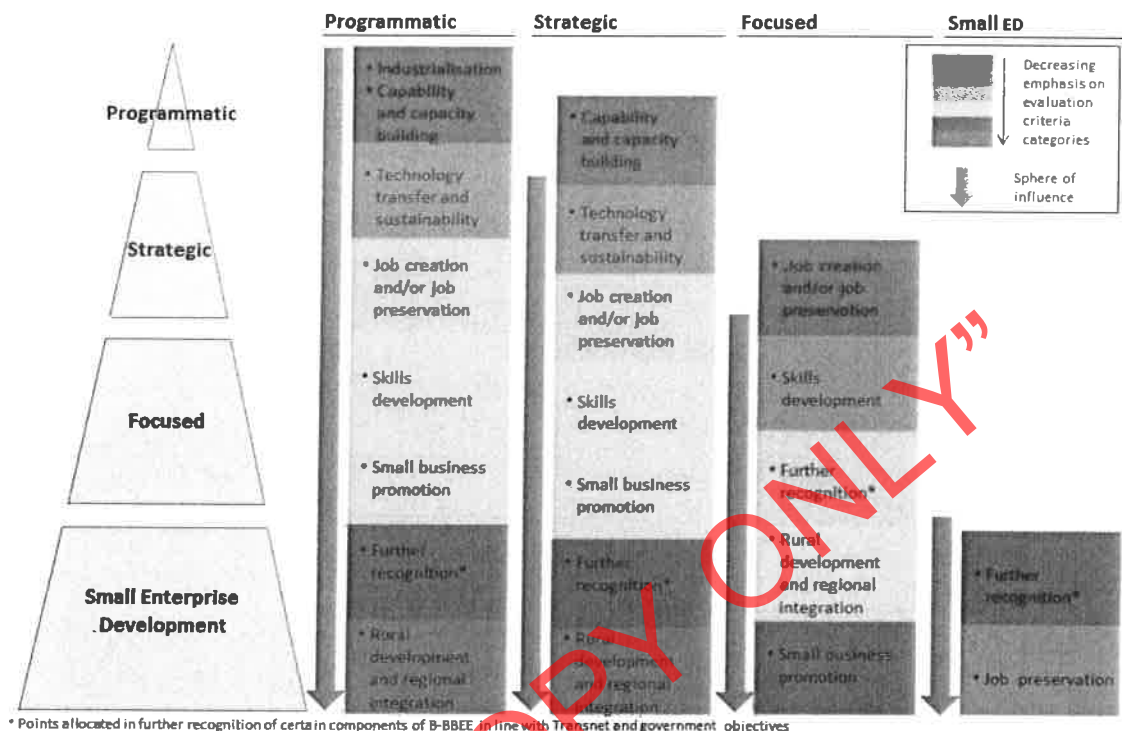 Programmatic
Strategic
Focused
Small ED
Programmatic
Strategic
Focused
Small Enterprise
Development
• Industrialisation
• Capability
and capacity
building
• Technology
transfer and
sustainability
• Job creation
and/or job
preservation
• Skills
development
• Small business
promotion
• Further
recognition*
• Rural
development
and regional
integration
• Capability
and capacity
building
• Technology
transfer and
sustainability
• Job creation
and/or job
preservation
• Skills
development
• Small business
promotion
• Further
recognition*
• Rural
development
and regional
integration
• Job creation
and/or job
preservation
• Skills
development
• Further
recognition*
• Rural
development
and regional
integration
• Small business
promotion
• Further
recognition*
• Job preservation
Decreasing
emphasis on
evaluation
criteria
categories
Sphere of
influence
COPY ONLY"
* Points allocated in further recognition of certain components of B-BBEE, in line with Transnet and government objectives